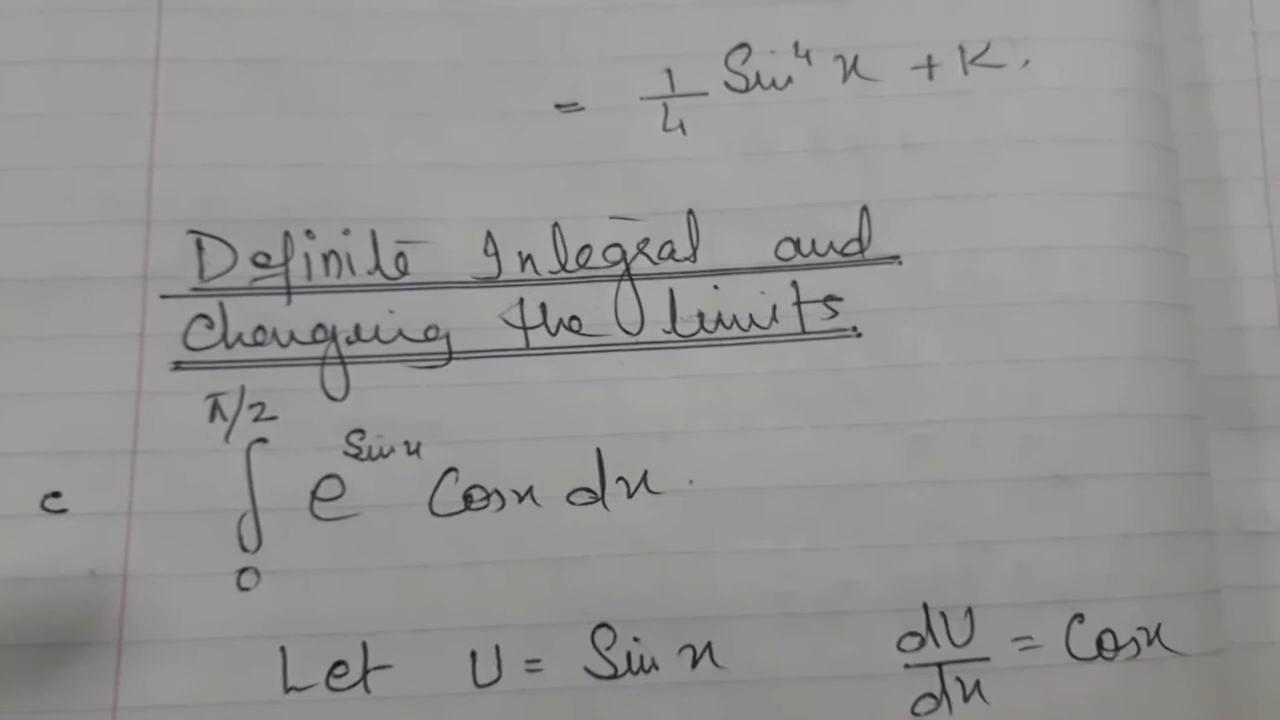 = 1/4 Sin⁴ x + K.
Definite Integral and
Changing the limits.
π/2
c ∫ e^Sin x Cos x dx.
0
Let U = Sin x dU/dx = Cos x